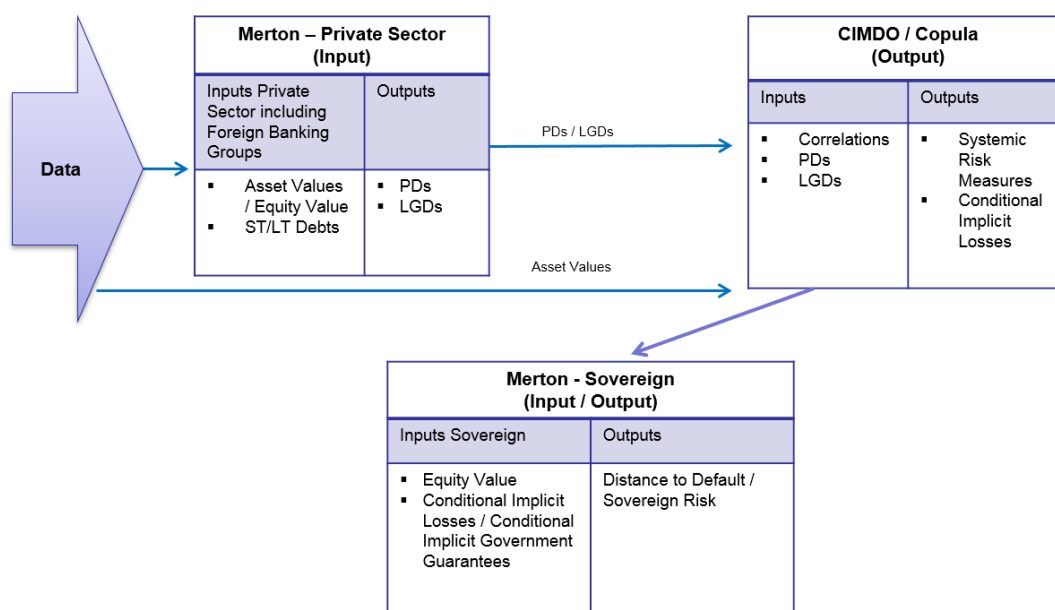 Data
Merton – Private Sector
(Input)
Inputs Private
Sector including
Foreign Banking
Groups
Outputs
▪ Asset Values
/ Equity Value
▪ ST/LT Debts
▪ PDs
▪ LGDs
PDs / LGDs
Asset Values
CIMDO / Copula
(Output)
Inputs
Outputs
▪ Correlations
▪ PDs
▪ LGDs
▪ Systemic
Risk
Measures
▪ Conditional
Implicit
Losses
Merton - Sovereign
(Input / Output)
Inputs Sovereign
Outputs
▪ Equity Value
▪ Conditional Implicit
Losses / Conditional
Implicit Government
Guarantees
Distance to Default /
Sovereign Risk